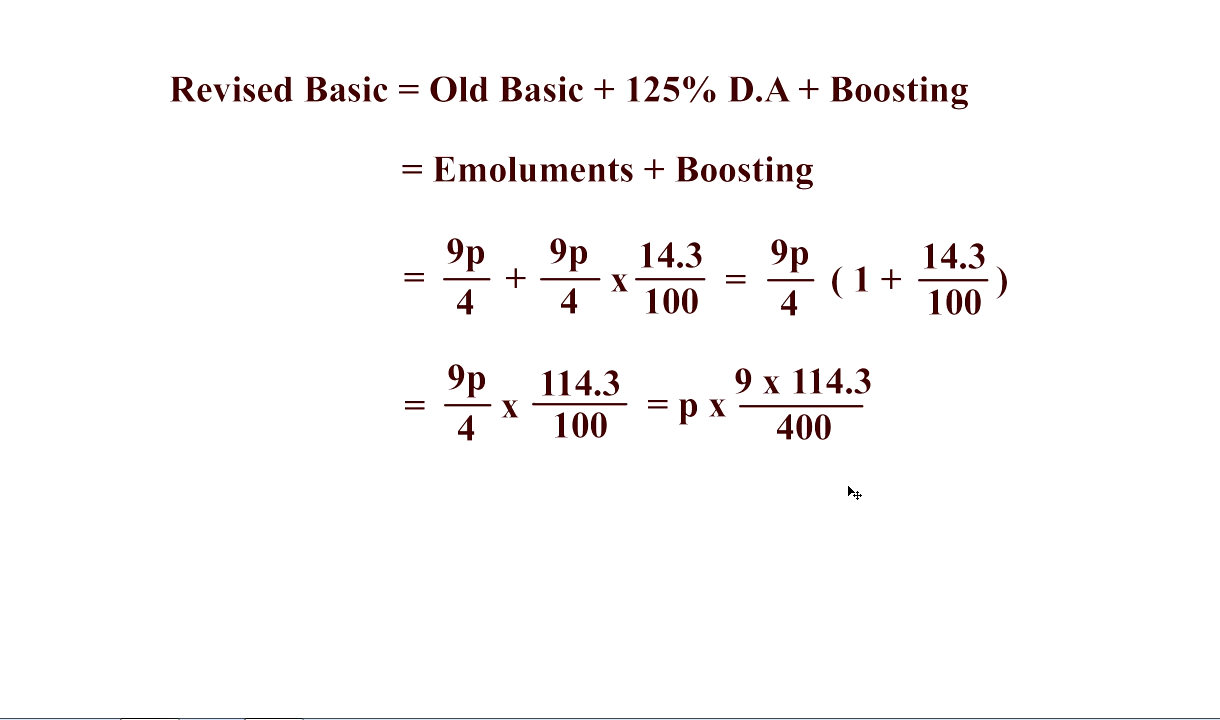 Revised Basic = Old Basic + 125% D.A + Boosting
= Emoluments + Boosting
= 9p/4 + 9p/4 x 14.3/100 = 9p/4 ( 1 + 14.3/100 )
= 9p/4 x 114.3/100 = p x 9 x 114.3/400